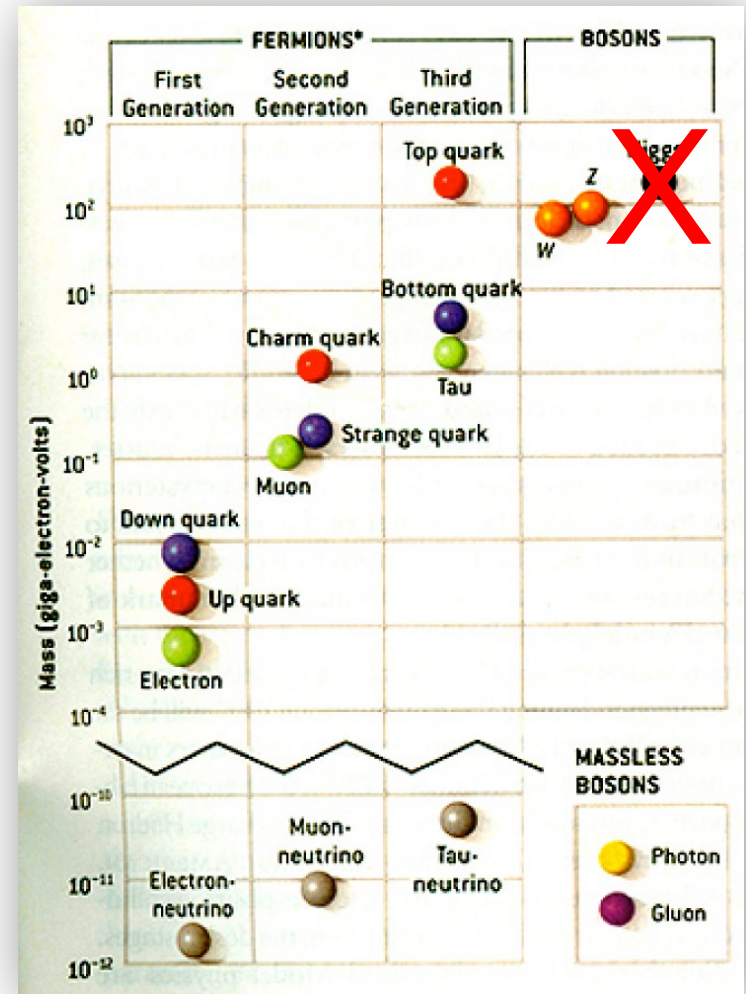 FERMIONS*
BOSONS
First
Generation
Second
Generation
Third
Generation
10³
10²
10¹
10⁰
10⁻¹
10⁻²
10⁻³
10⁻⁴
10⁻¹⁰
10⁻¹¹
10⁻¹²
Mass (giga-electron-volts)
Top quark
Z
W
Bottom quark
Charm quark
Tau
Strange quark
Muon
Down quark
Up quark
Electron
MASSLESS
BOSONS
Photon
Gluon
Muon-
neutrino
Tau-
neutrino
Electron-
neutrino